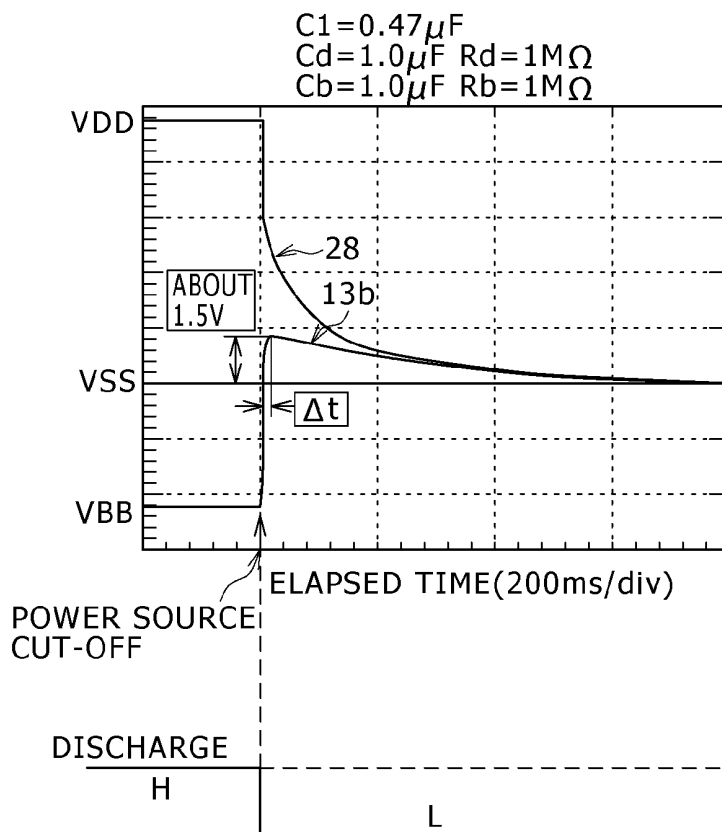 C1=0.47μF
Cd=1.0μF Rd=1MΩ
Cb=1.0μF Rb=1MΩ
VDD
28
ABOUT
1.5V
13b
VSS
Δt
VBB
ELAPSED TIME(200ms/div)
POWER SOURCE
CUT-OFF
DISCHARGE
H
L